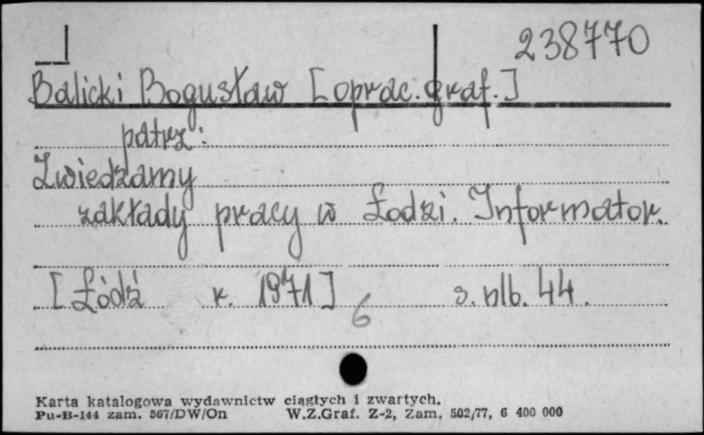 238770
Balicki Bogusław [oprac. graf.]
patrz:
Zwiedzamy
zakłady pracy w Łodzi. Informator.
[Łódź k. 1971] s. nlb. 44.
6
Karta katalogowa wydawnictw ciągłych i zwartych.
Pu-B-144 zam. 567/DW/On W.Z.Graf. Z-2, Zam. 502/77, 6 400 000